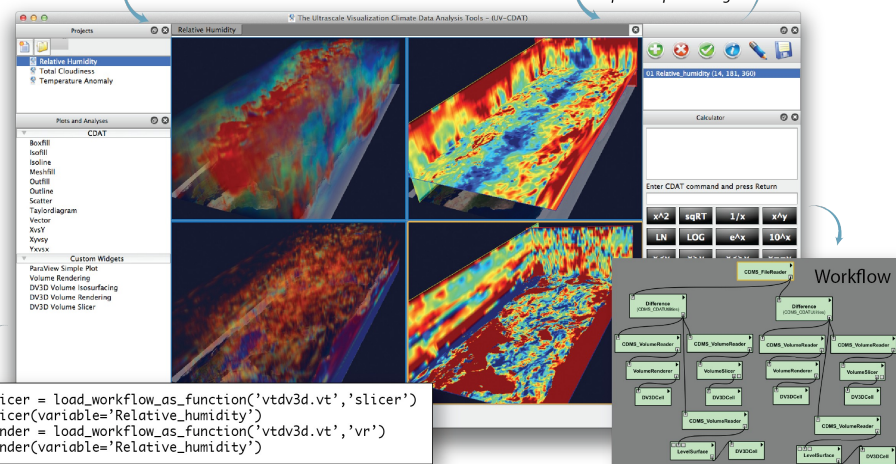 The Ultrascale Visualization Climate Data Analysis Tools - (UV-CDAT)
Projects
Relative Humidity
Total Cloudiness
Temperature Anomaly
Plots and Analyses
CDAT
Boxfill
Isofill
Isoline
Meshfill
Outfill
Outline
Scatter
Taylordiagram
Vector
XvsY
Xyvsy
Yxvsx
Custom Widgets
ParaView Simple Plot
Volume Rendering
DV3D Volume Isosurfacing
DV3D Volume Rendering
DV3D Volume Slicer
Relative Humidity
01 Relative_humidity (14, 181, 360)
Calculator
Enter CDAT command and press Return
x^2 sqRT 1/x x^y
LN LOG e^x 10^x
Workflow
CDMS_FileReader
Difference
(CDMS_CDATUtilities)
Difference
(CDMS_CDATUtilities)
CDMS_VolumeReader
CDMS_VolumeReader
CDMS_VolumeReader
CDMS_VolumeReader
VolumeRenderer
VolumeSlicer
VolumeRenderer
VolumeSlicer
DV3DCell
DV3DCell
DV3DCell
DV3DCell
CDMS_VolumeReader
CDMS_VolumeReader
LevelSurface
DV3DCell
LevelSurface
DV3DCell
icer = load_workflow_as_function('vtdv3d.vt','slicer')
icer(variable='Relative_humidity')
nder = load_workflow_as_function('vtdv3d.vt','vr')
nder(variable='Relative_humidity')